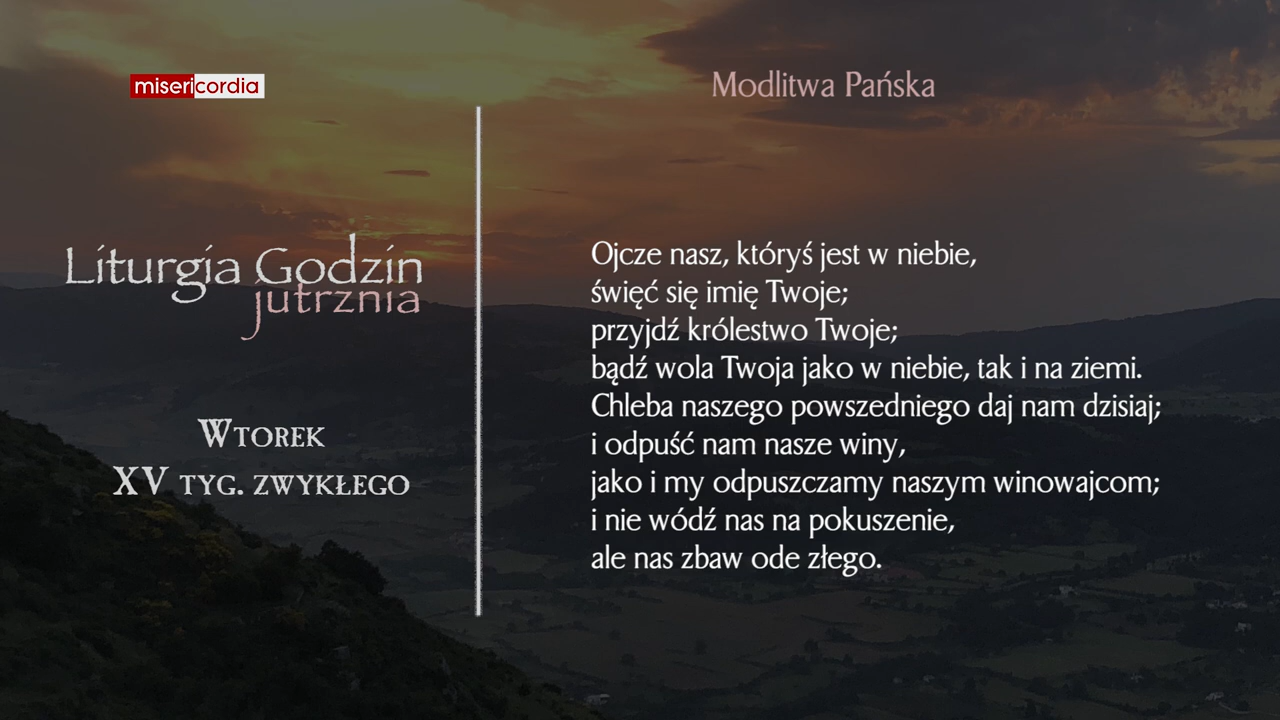 misericordia
Liturgia Godzin
jutrznia
Wtorek
XV tyg. zwykłego
Modlitwa Pańska
Ojcze nasz, któryś jest w niebie,
święć się imię Twoje;
przyjdź królestwo Twoje;
bądź wola Twoja jako w niebie, tak i na ziemi.
Chleba naszego powszedniego daj nam dzisiaj;
i odpuść nam nasze winy,
jako i my odpuszczamy naszym winowajcom;
i nie wódź nas na pokuszenie,
ale nas zbaw ode złego.